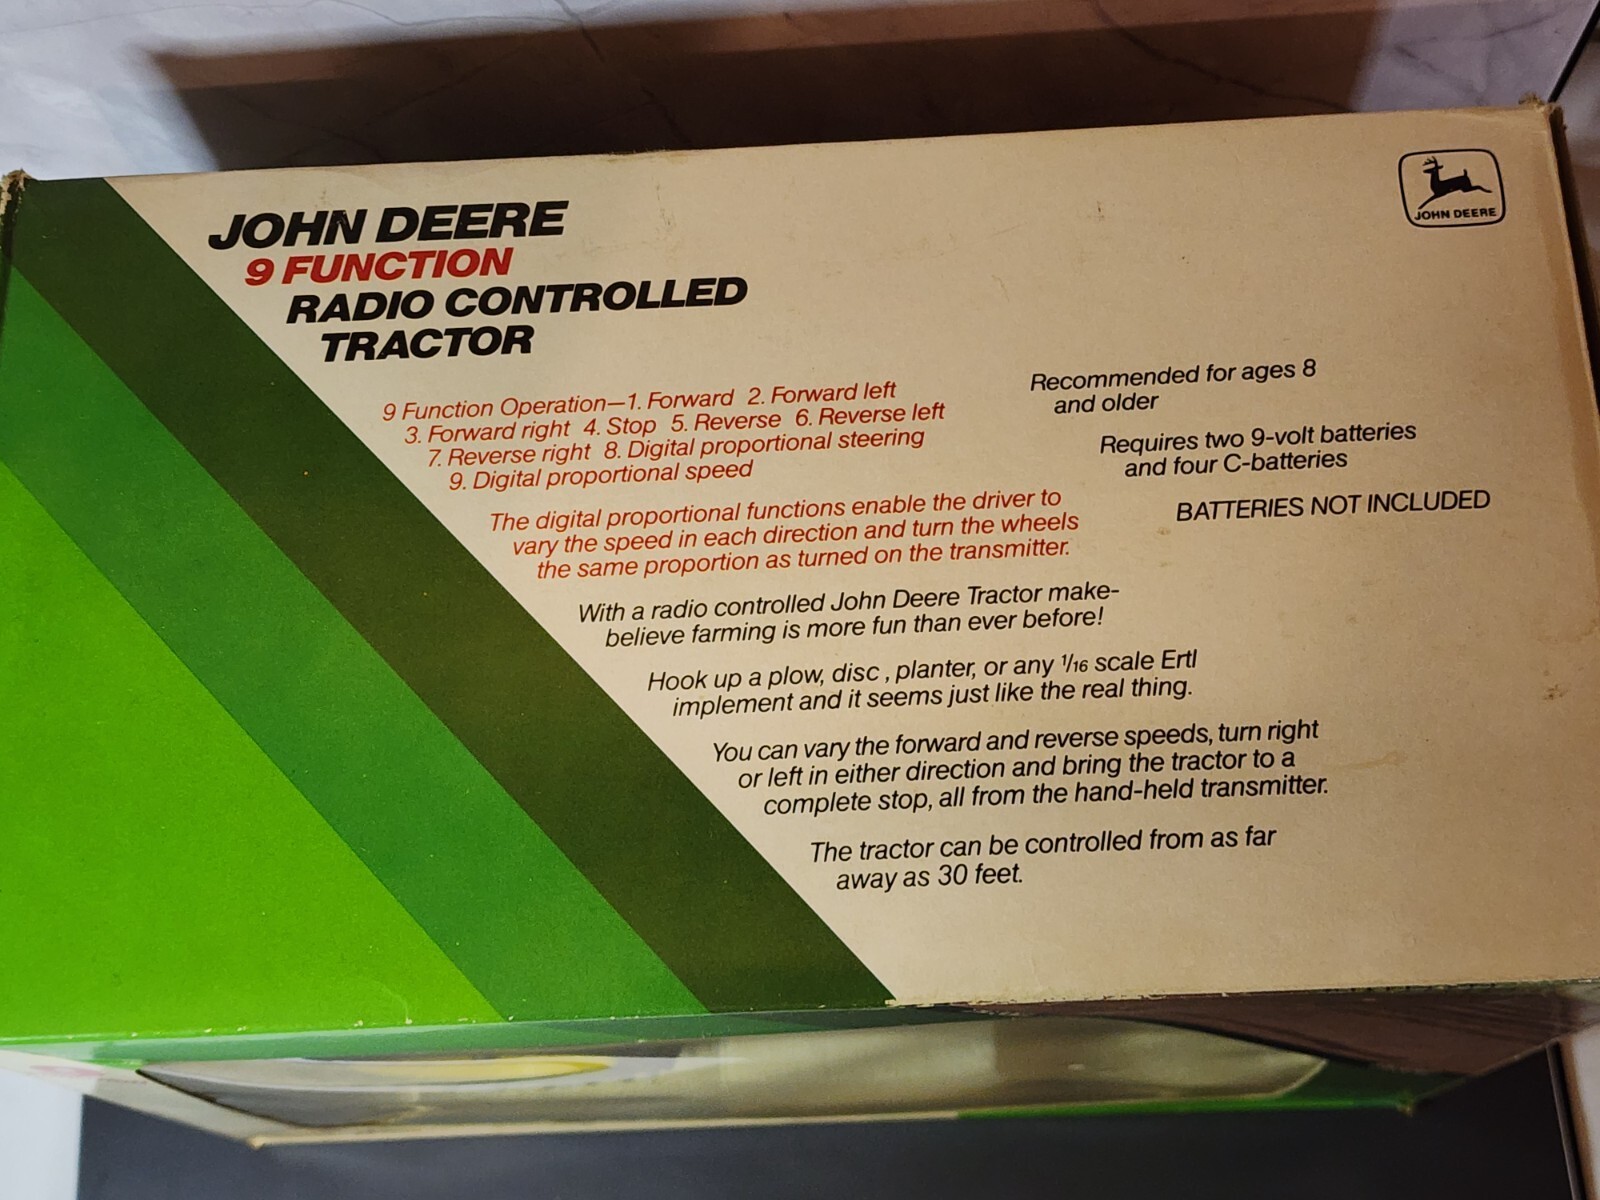 JOHN DEERE
9 FUNCTION
RADIO CONTROLLED
TRACTOR
JOHN DEERE
9 Function Operation—1. Forward 2. Forward left
3. Forward right 4. Stop 5. Reverse 6. Reverse left
7. Reverse right 8. Digital proportional steering
9. Digital proportional speed
The digital proportional functions enable the driver to
vary the speed in each direction and turn the wheels
the same proportion as turned on the transmitter.
With a radio controlled John Deere Tractor make-
believe farming is more fun than ever before!
Hook up a plow, disc , planter, or any 1/16 scale Ertl
implement and it seems just like the real thing.
You can vary the forward and reverse speeds, turn right
or left in either direction and bring the tractor to a
complete stop, all from the hand-held transmitter.
The tractor can be controlled from as far
away as 30 feet.
Recommended for ages 8
and older
Requires two 9-volt batteries
and four C-batteries
BATTERIES NOT INCLUDED